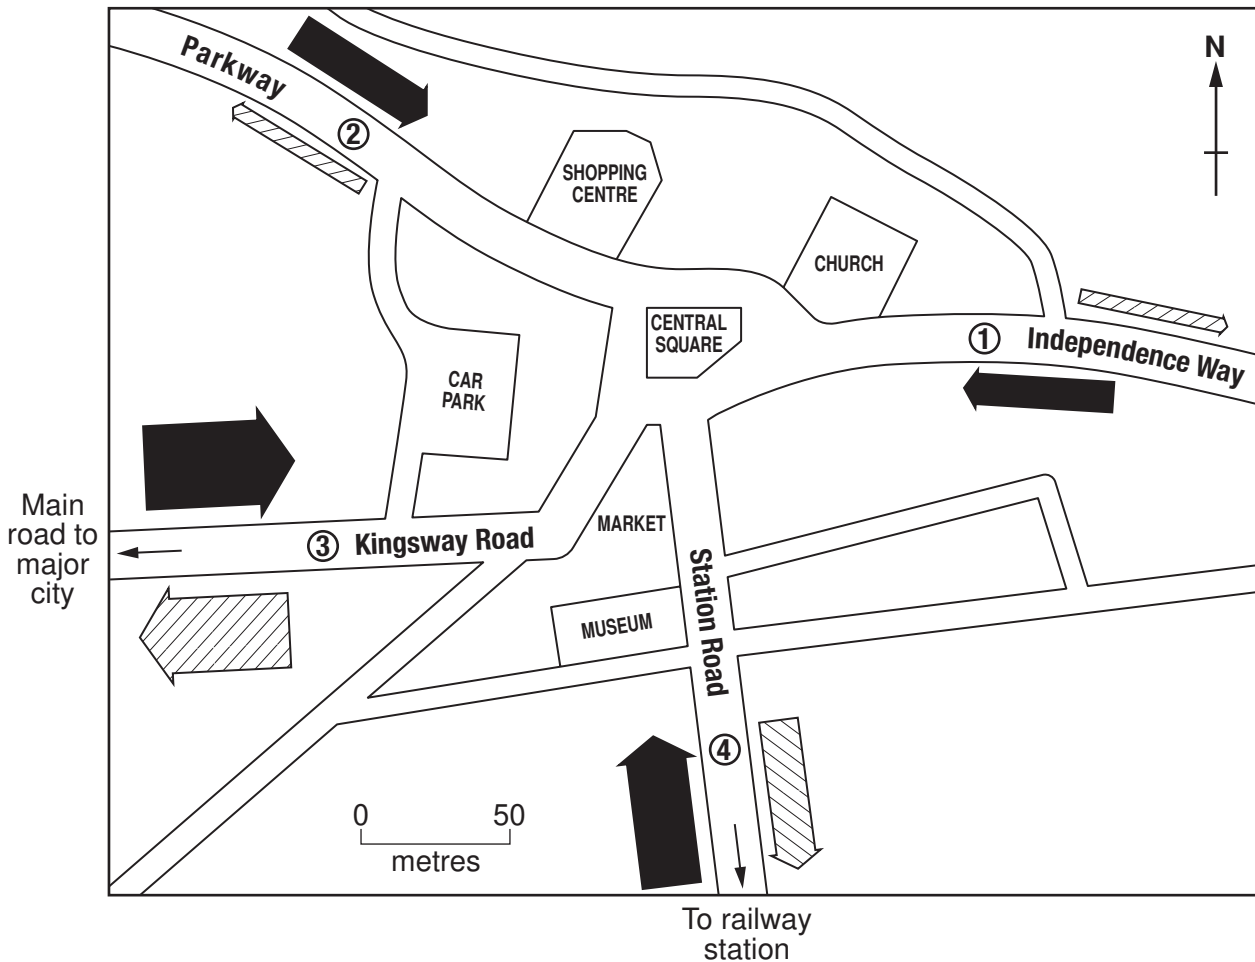 Parkway
N
②
SHOPPING
CENTRE
CHURCH
CENTRAL
SQUARE
① Independence Way
CAR
PARK
Main
road to
major
city
③ Kingsway Road
MARKET
Station Road
MUSEUM
④
0 50
metres
To railway
station